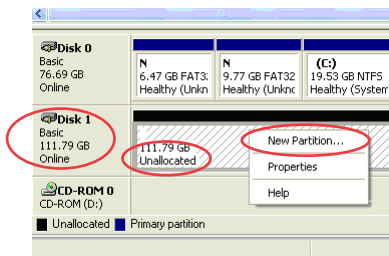 Disk 0
Basic
76.69 GB
Online
N
6.47 GB FAT3:
Healthy (Unkn
N
9.77 GB FAT32
Healthy (Unknc
(C:)
19.53 GB NTFS
Healthy (System
Disk 1
Basic
111.79 GB
Online
111.79 GB
Unallocated
New Partition...
Properties
Help
CD-ROM 0
CD-ROM (D:)
Unallocated Primary partition